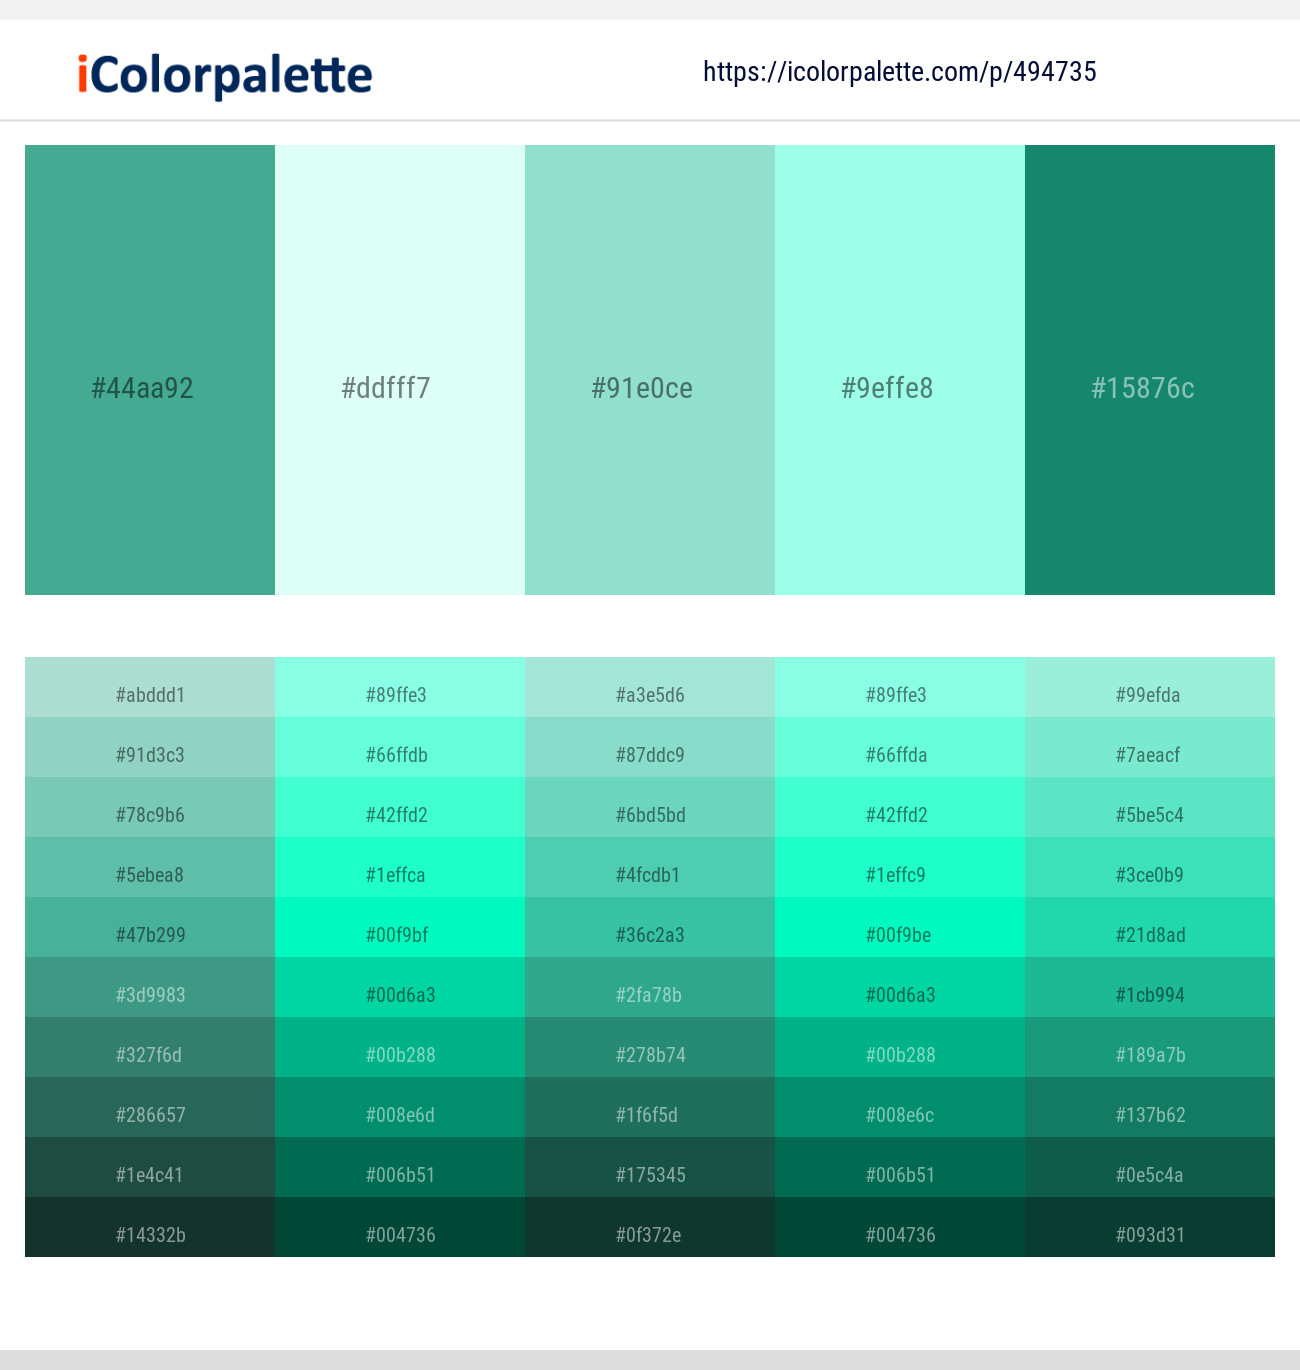 iColorpalette
https://icolorpalette.com/p/494735
#44aa92 #ddfff7 #91e0ce #9effe8 #15876c
#abddd1 #89ffe3 #a3e5d6 #89ffe3 #99efda
#91d3c3 #66ffdb #87ddc9 #66ffda #7aeacf
#78c9b6 #42ffd2 #6bd5bd #42ffd2 #5be5c4
#5ebea8 #1effca #4fcdb1 #1effc9 #3ce0b9
#47b299 #00f9bf #36c2a3 #00f9be #21d8ad
#3d9983 #00d6a3 #2fa78b #00d6a3 #1cb994
#327f6d #00b288 #278b74 #00b288 #189a7b
#286657 #008e6d #1f6f5d #008e6c #137b62
#1e4c41 #006b51 #175345 #006b51 #0e5c4a
#14332b #004736 #0f372e #004736 #093d31